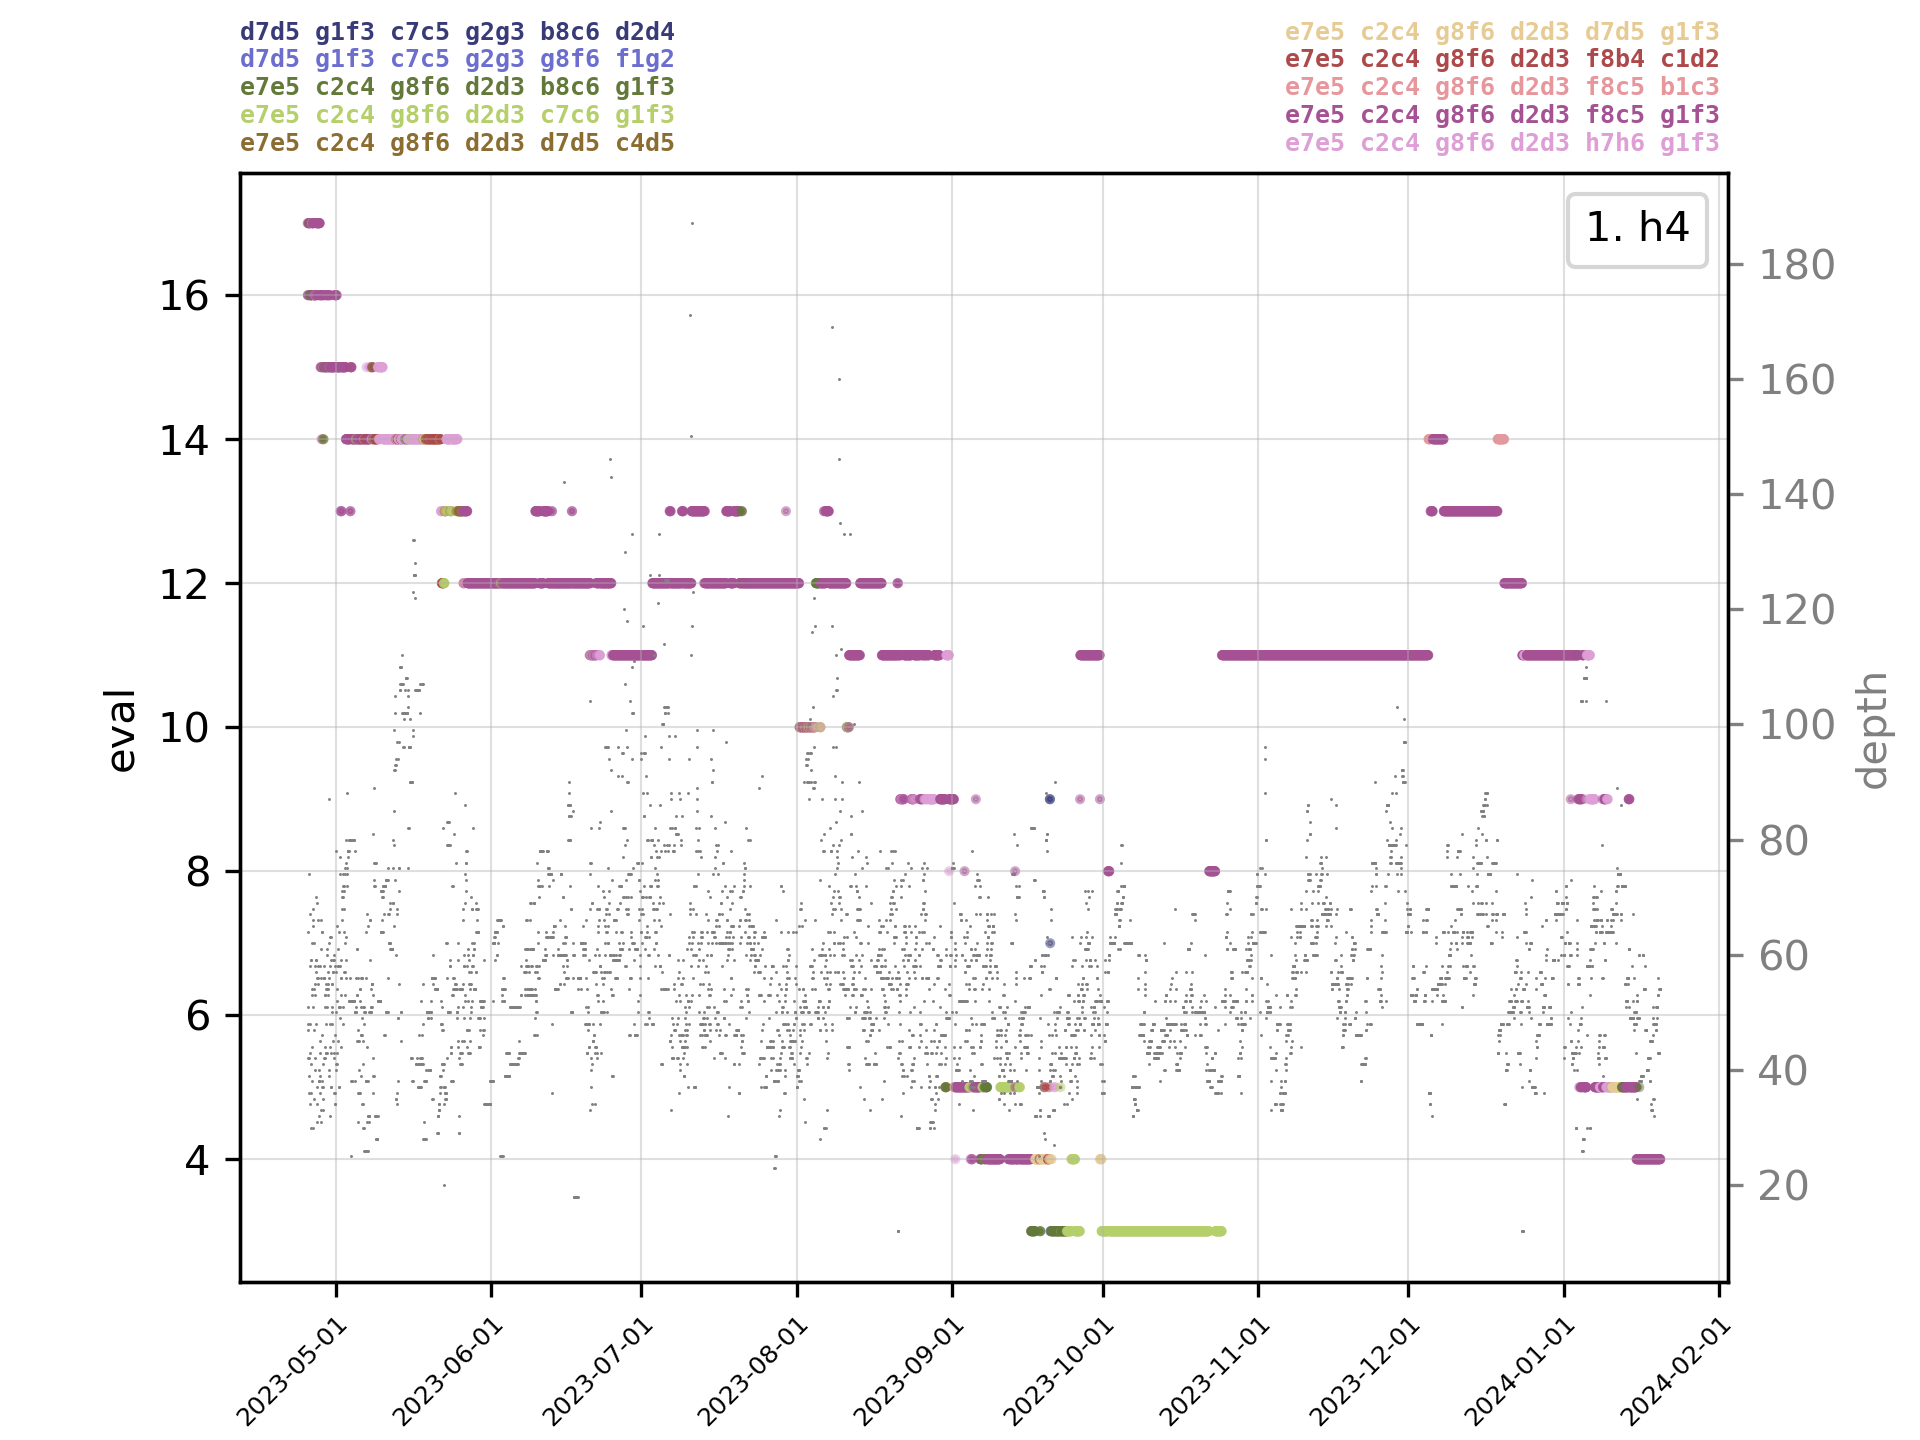 d7d5 g1f3 c7c5 g2g3 b8c6 d2d4
d7d5 g1f3 c7c5 g2g3 g8f6 f1g2
e7e5 c2c4 g8f6 d2d3 b8c6 g1f3
e7e5 c2c4 g8f6 d2d3 c7c6 g1f3
e7e5 c2c4 g8f6 d2d3 d7d5 c4d5
e7e5 c2c4 g8f6 d2d3 d7d5 g1f3
e7e5 c2c4 g8f6 d2d3 f8b4 c1d2
e7e5 c2c4 g8f6 d2d3 f8c5 b1c3
e7e5 c2c4 g8f6 d2d3 f8c5 g1f3
e7e5 c2c4 g8f6 d2d3 h7h6 g1f3
1. h4
eval
16
14
12
10
8
6
4
depth
180
160
140
120
100
80
60
40
20
2023-05-01
2023-06-01
2023-07-01
2023-08-01
2023-09-01
2023-10-01
2023-11-01
2023-12-01
2024-01-01
2024-02-01